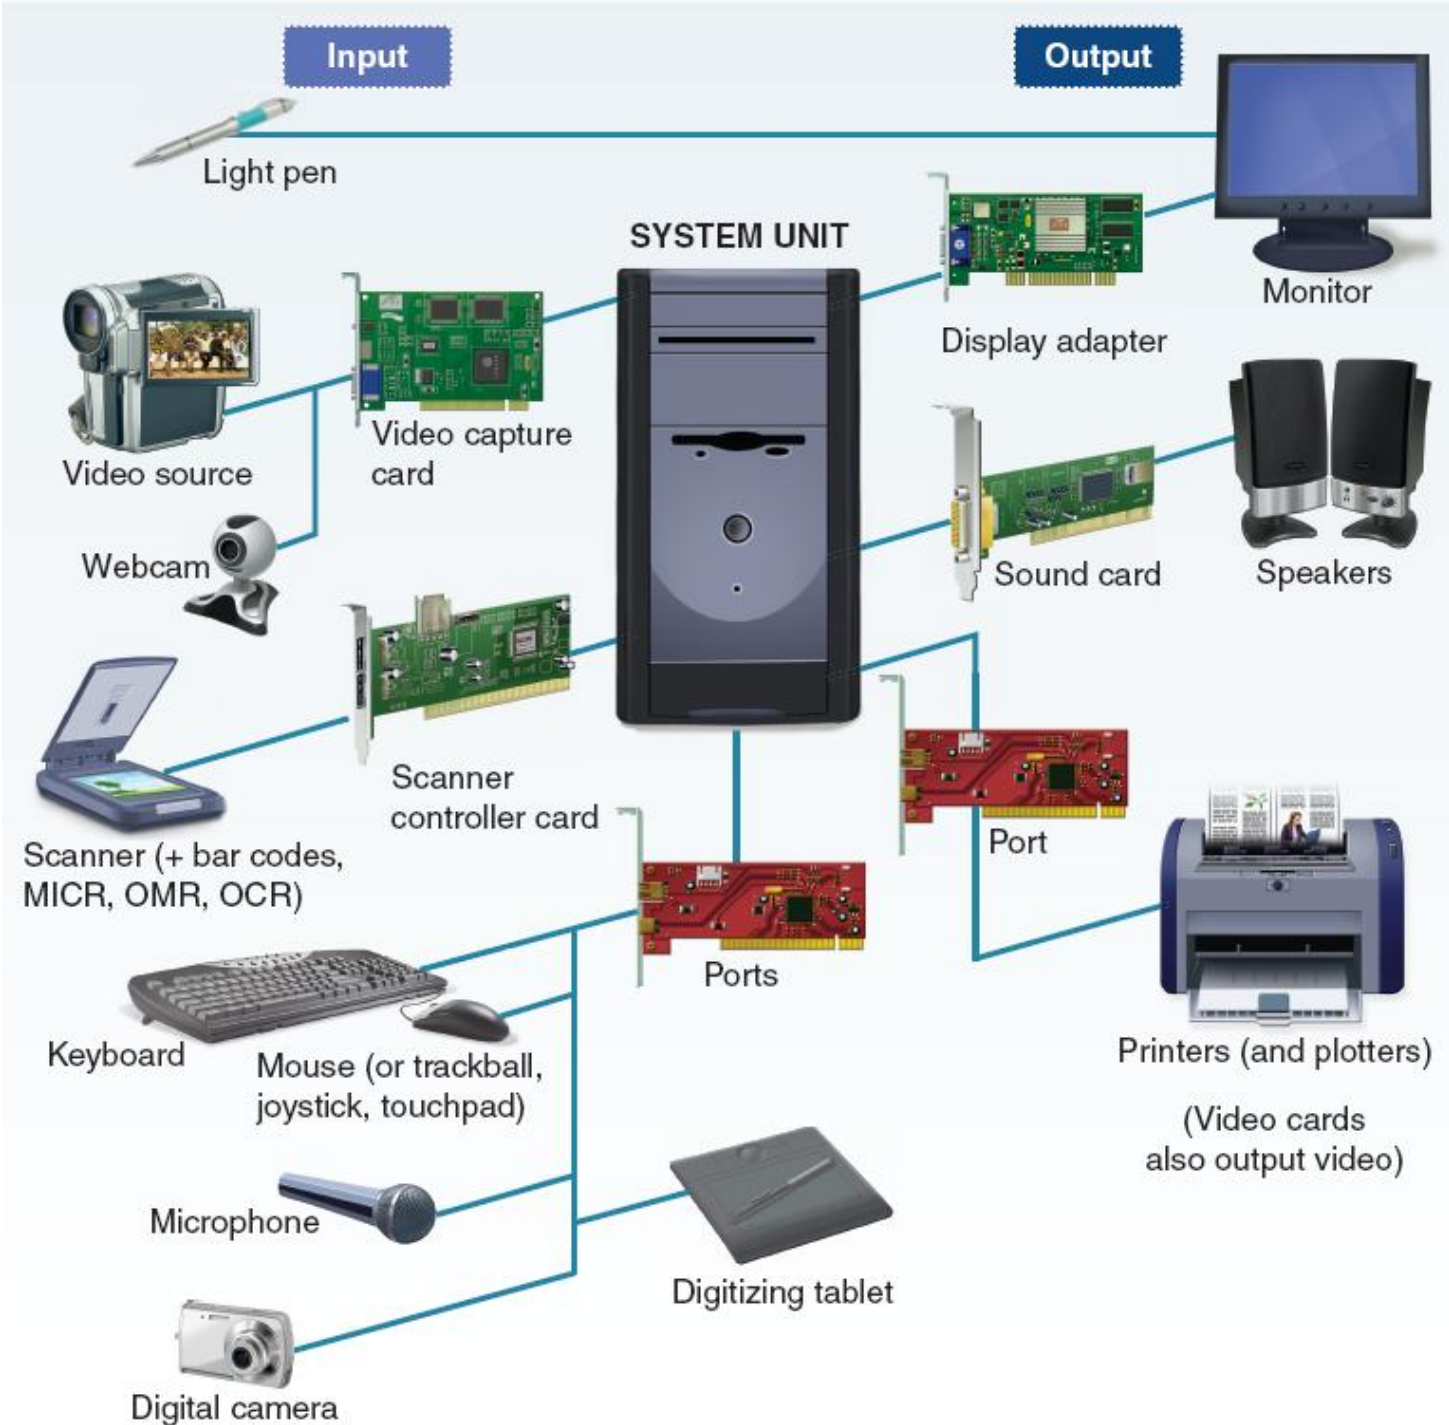 Input
Output
Light pen
SYSTEM UNIT
Monitor
Display adapter
Video capture
card
Video source
Webcam
Sound card
Speakers
Scanner
controller card
Port
Scanner (+ bar codes,
MICR, OMR, OCR)
Ports
Keyboard
Mouse (or trackball,
joystick, touchpad)
Printers (and plotters)
(Video cards
also output video)
Microphone
Digitizing tablet
Digital camera